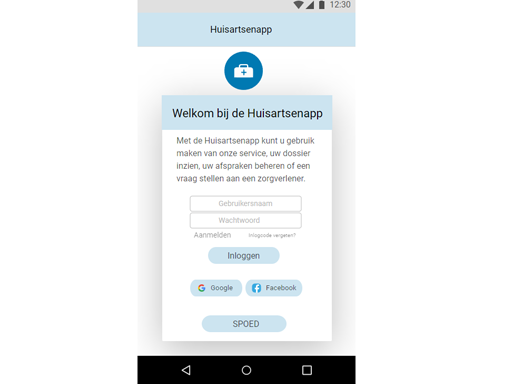 12:30
Huisartsenapp
Welkom bij de Huisartsenapp
Met de Huisartsenapp kunt u gebruik
maken van onze service, uw dossier
inzien, uw afspraken beheren of een
vraag stellen aan een zorgverlener.
Gebruikersnaam
Wachtwoord
Aanmelden Inlogcode vergeten?
Inloggen
Google Facebook
SPOED